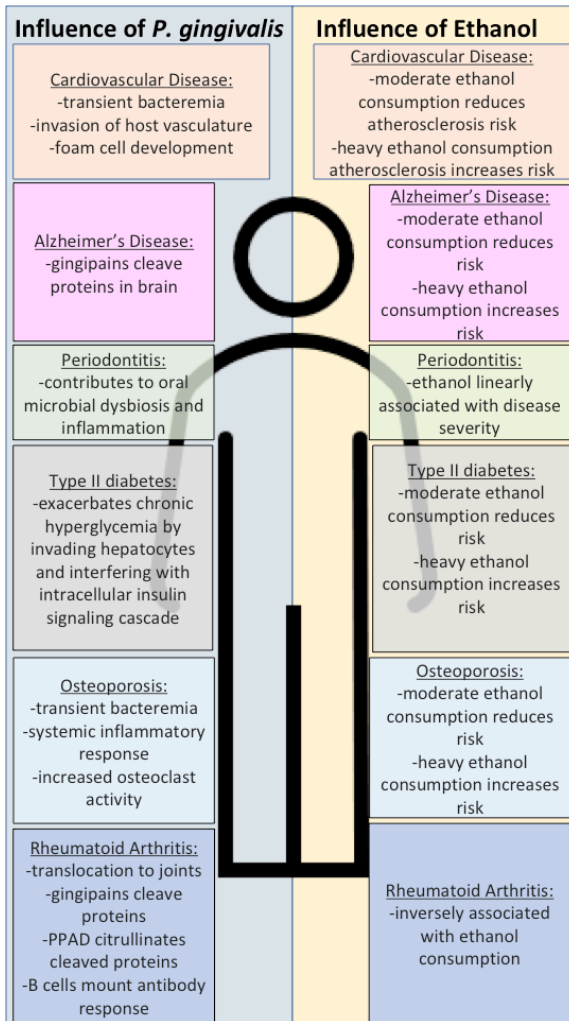 Influence of P. gingivalis
Cardiovascular Disease:
-transient bacteremia
-invasion of host vasculature
-foam cell development
Alzheimer's Disease:
-gingipains cleave
proteins in brain
Periodontitis:
-contributes to oral
microbial dysbiosis and
inflammation
Type II diabetes:
-exacerbates chronic
hyperglycemia by
invading hepatocytes
and interfering with
intracellular insulin
signaling cascade
Osteoporosis:
-transient bacteremia
-systemic inflammatory
response
-increased osteoclast
activity
Rheumatoid Arthritis:
-translocation to joints
-gingipains cleave
proteins
-PPAD citrullinates
cleaved proteins
-B cells mount antibody
response
Influence of Ethanol
Cardiovascular Disease:
-moderate ethanol
consumption reduces
atherosclerosis risk
-heavy ethanol consumption
atherosclerosis increases risk
Alzheimer's Disease:
-moderate ethanol
consumption reduces
risk
-heavy ethanol
consumption increases
risk
Periodontitis:
-ethanol linearly
associated with disease
severity
Type II diabetes:
-moderate ethanol
consumption reduces
risk
-heavy ethanol
consumption increases
risk
Osteoporosis:
-moderate ethanol
consumption reduces
risk
-heavy ethanol
consumption increases
risk
Rheumatoid Arthritis:
-inversely associated
with ethanol
consumption